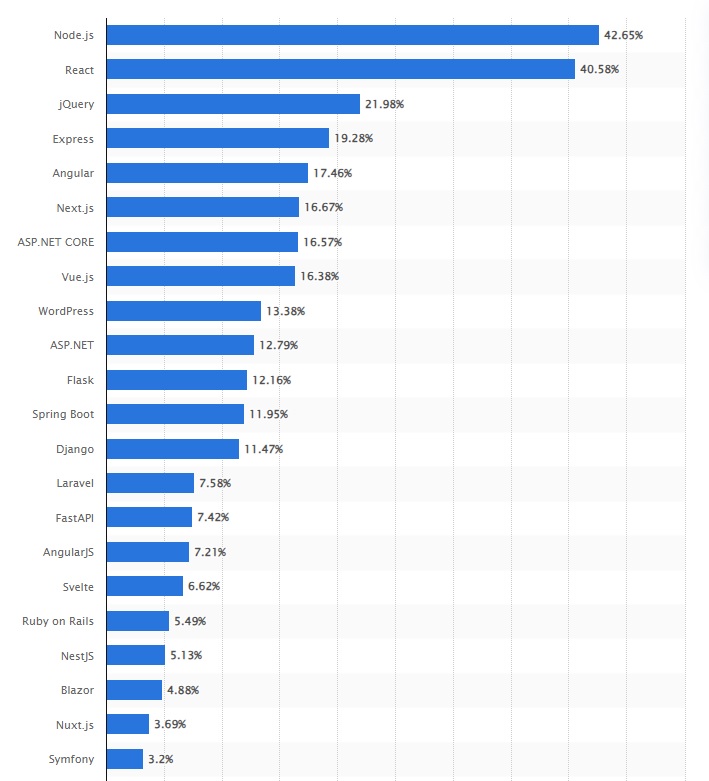 Node.js 42.65%
React 40.58%
jQuery 21.98%
Express 19.28%
Angular 17.46%
Next.js 16.67%
ASP.NET CORE 16.57%
Vue.js 16.38%
WordPress 13.38%
ASP.NET 12.79%
Flask 12.16%
Spring Boot 11.95%
Django 11.47%
Laravel 7.58%
FastAPI 7.42%
AngularJS 7.21%
Svelte 6.62%
Ruby on Rails 5.49%
NestJS 5.13%
Blazor 4.88%
Nuxt.js 3.69%
Symfony 3.2%